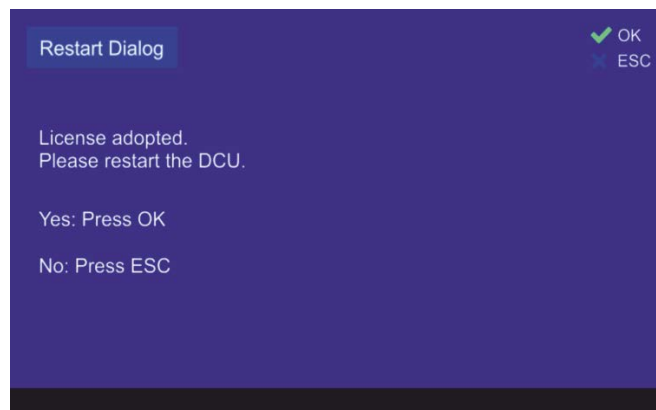 Restart Dialog
OK
ESC
License adopted.
Please restart the DCU.
Yes: Press OK
No: Press ESC